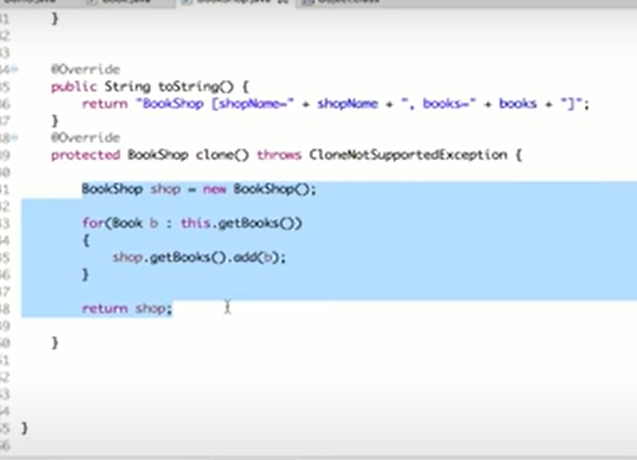 }
@Override
public String toString() {
return "BookShop [shopName=" + shopName + ", books=" + books + "]";
}
@Override
protected BookShop clone() throws CloneNotSupportedException {
BookShop shop = new BookShop();
for(Book b : this.getBooks())
{
shop.getBooks().add(b);
}
return shop;
}
}